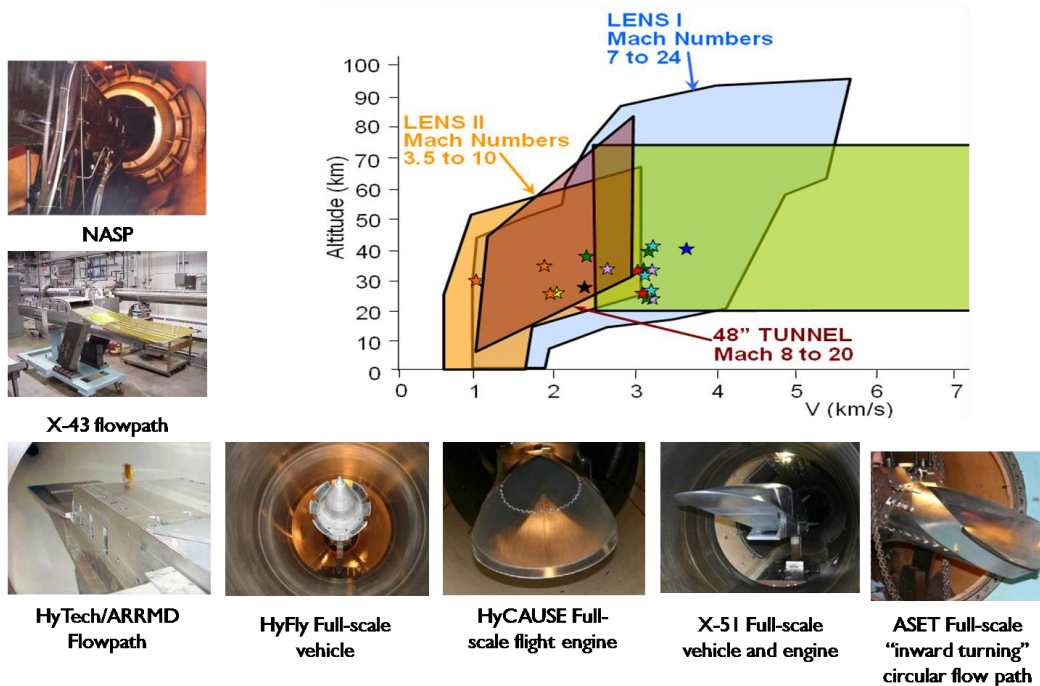 LENS I
Mach Numbers
7 to 24
LENS II
Mach Numbers
3.5 to 10
Altitude (km)
100
90
80
70
60
50
40
30
20
10
0
0 1 2 3 4 5 6 7
V (km/s)
48” TUNNEL
Mach 8 to 20
NASP
X-43 flowpath
HyTech/ARRMD
Flowpath
HyFly Full-scale
vehicle
HyCAUSE Full-
scale flight engine
X-51 Full-scale
vehicle and engine
ASET Full-scale
“inward turning”
circular flow path